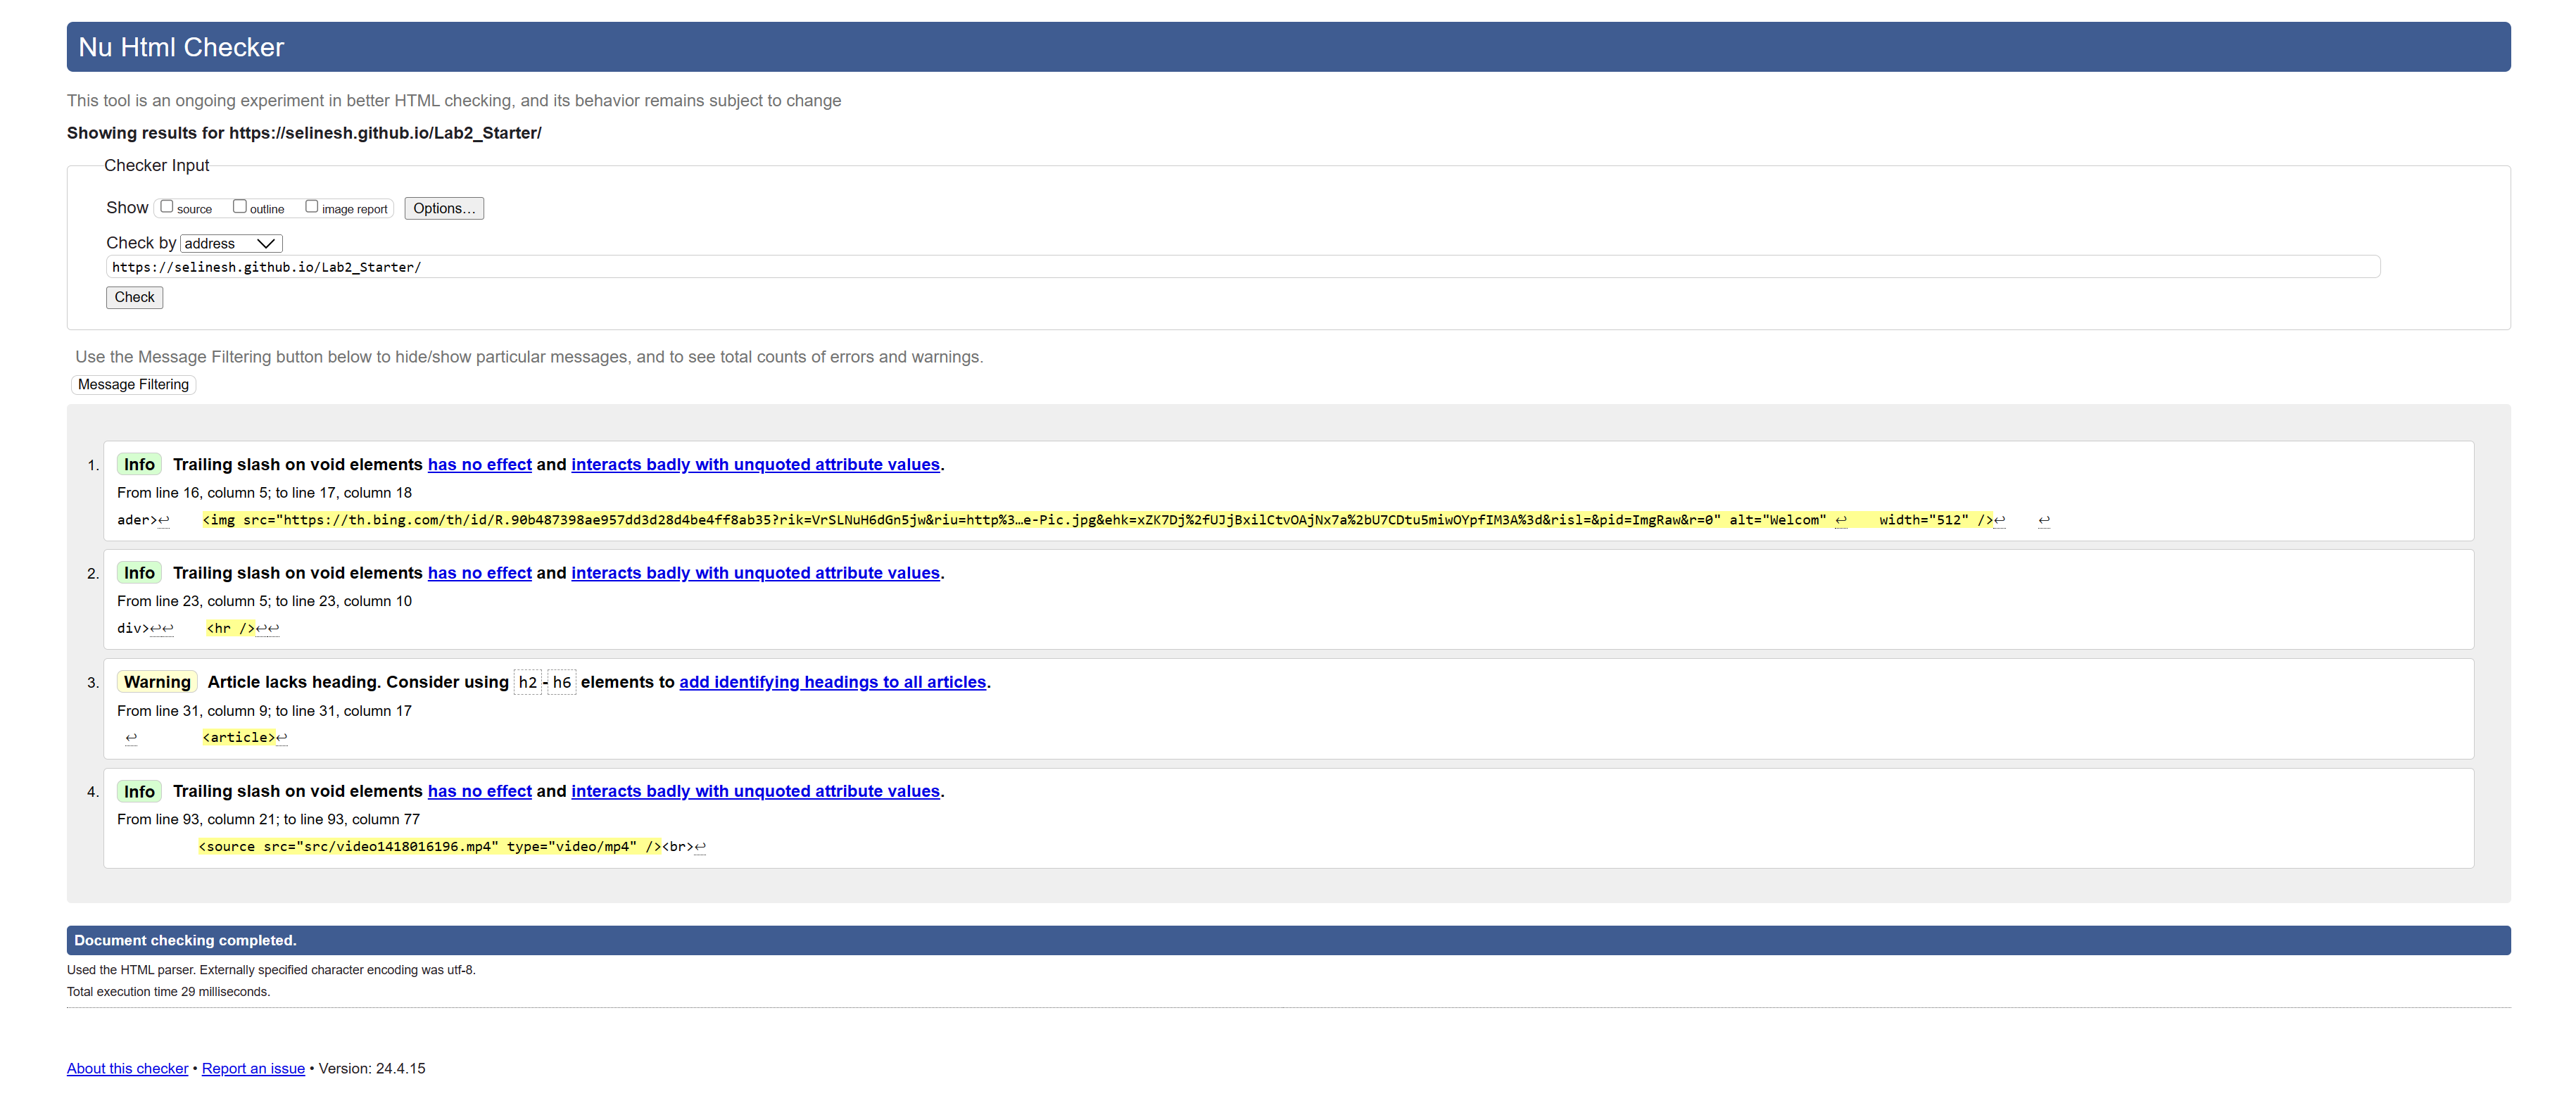 Nu Html Checker
This tool is an ongoing experiment in better HTML checking, and its behavior remains subject to change
Showing results for https://selinesh.github.io/Lab2_Starter/
Checker Input
Show source outline image report Options…
Check by address
https://selinesh.github.io/Lab2_Starter/
Check
Use the Message Filtering button below to hide/show particular messages, and to see total counts of errors and warnings.
Message Filtering
1. Info Trailing slash on void elements has no effect and interacts badly with unquoted attribute values.
From line 16, column 5; to line 17, column 18
ader>↩ <img src="https://th.bing.com/th/id/R.90b487398ae957dd3d28d4be4ff8ab35?rik=VrSLNuH6dGn5jw&riu=http%3…e-Pic.jpg&ehk=xZK7Dj%2fUJjBxilCtvOAjNx7a%2bU7CDtu5miwOYpfIM3A%3d&risl=&pid=ImgRaw&r=0" alt="Welcom" ↩ width="512" />↩ ↩
2. Info Trailing slash on void elements has no effect and interacts badly with unquoted attribute values.
From line 23, column 5; to line 23, column 10
div>↩↩ <hr />↩↩
3. Warning Article lacks heading. Consider using h2-h6 elements to add identifying headings to all articles.
From line 31, column 9; to line 31, column 17
↩ <article>↩
4. Info Trailing slash on void elements has no effect and interacts badly with unquoted attribute values.
From line 93, column 21; to line 93, column 77
<source src="src/video1418016196.mp4" type="video/mp4" /><br>↩
Document checking completed.
Used the HTML parser. Externally specified character encoding was utf-8.
Total execution time 29 milliseconds.
About this checker • Report an issue • Version: 24.4.15